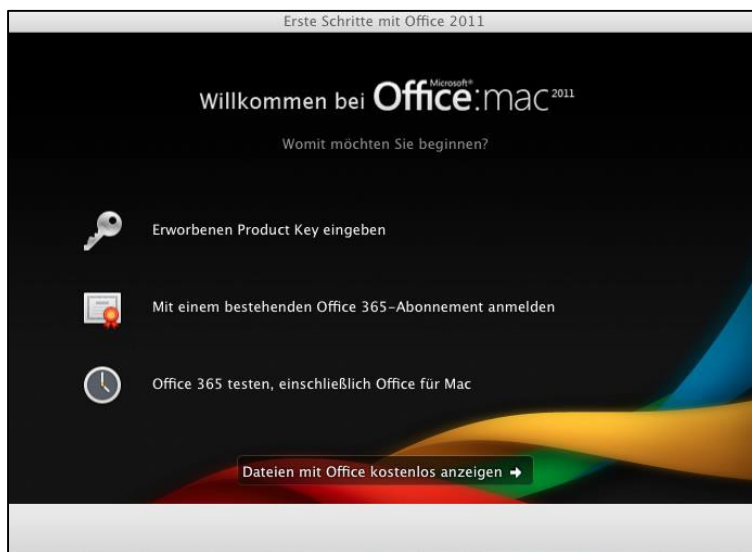 Erste Schritte mit Office 2011
Willkommen bei Microsoft® Office:mac 2011
Womit möchten Sie beginnen?
Erworbenen Product Key eingeben
Mit einem bestehenden Office 365-Abonnement anmelden
Office 365 testen, einschließlich Office für Mac
Dateien mit Office kostenlos anzeigen ➔